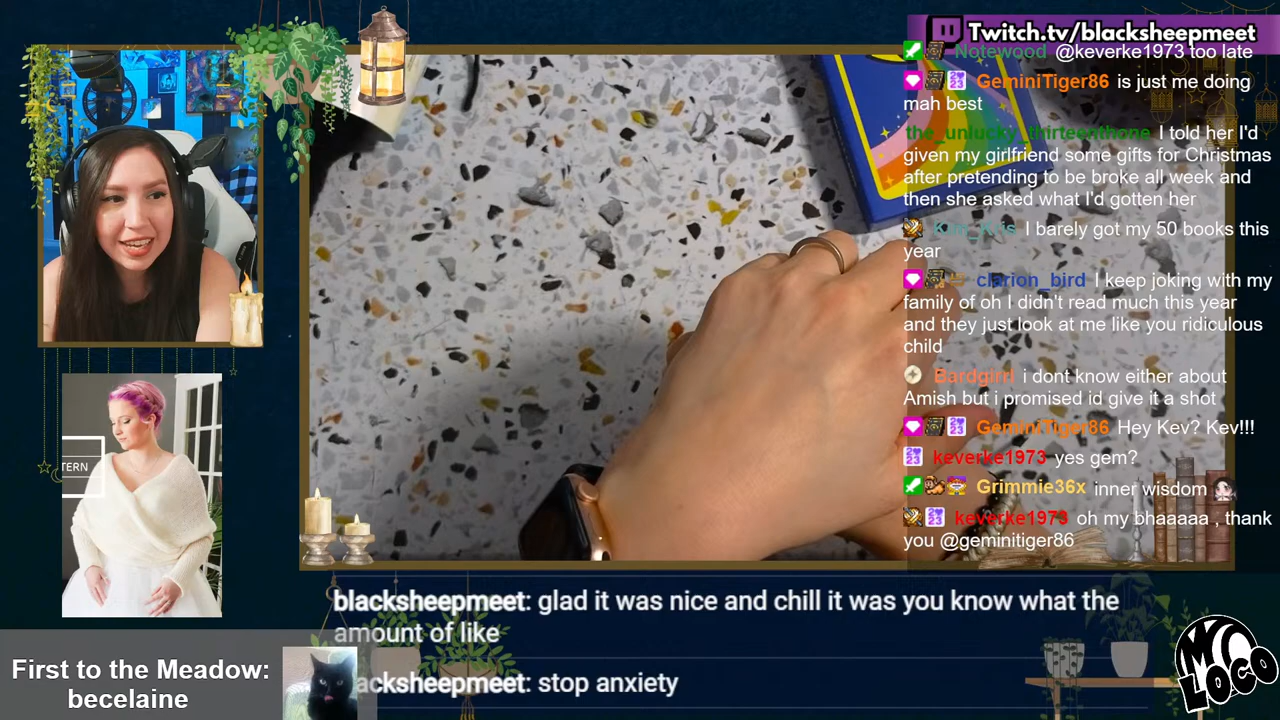 Twitch.tv/blacksheepmeet
Notewood @keverke1973 too late
GeminiTiger86 is just me doing
mah best
the_unlucky_thirteenthone I told her I'd
given my girlfriend some gifts for Christmas
after pretending to be broke all week and
then she asked what I'd gotten her
I barely got my 50 books this
year
clarion_bird I keep joking with my
family of oh I didn't read much this year
and they just look at me like you ridiculous
child
Bardgirrl i dont know either about
Amish but i promised id give it a shot
GeminiTiger86 Hey Kev? Kev!!!
keverke1973 yes gem?
Grimmie36x inner wisdom
keverke1973 oh my bhaaaaa , thank
you @geminitiger86
TERN
blacksheepmeet: glad it was nice and chill it was you know what the
amount of like
acksheepmeet: stop anxiety
First to the Meadow:
becelaine
MC
LOCO